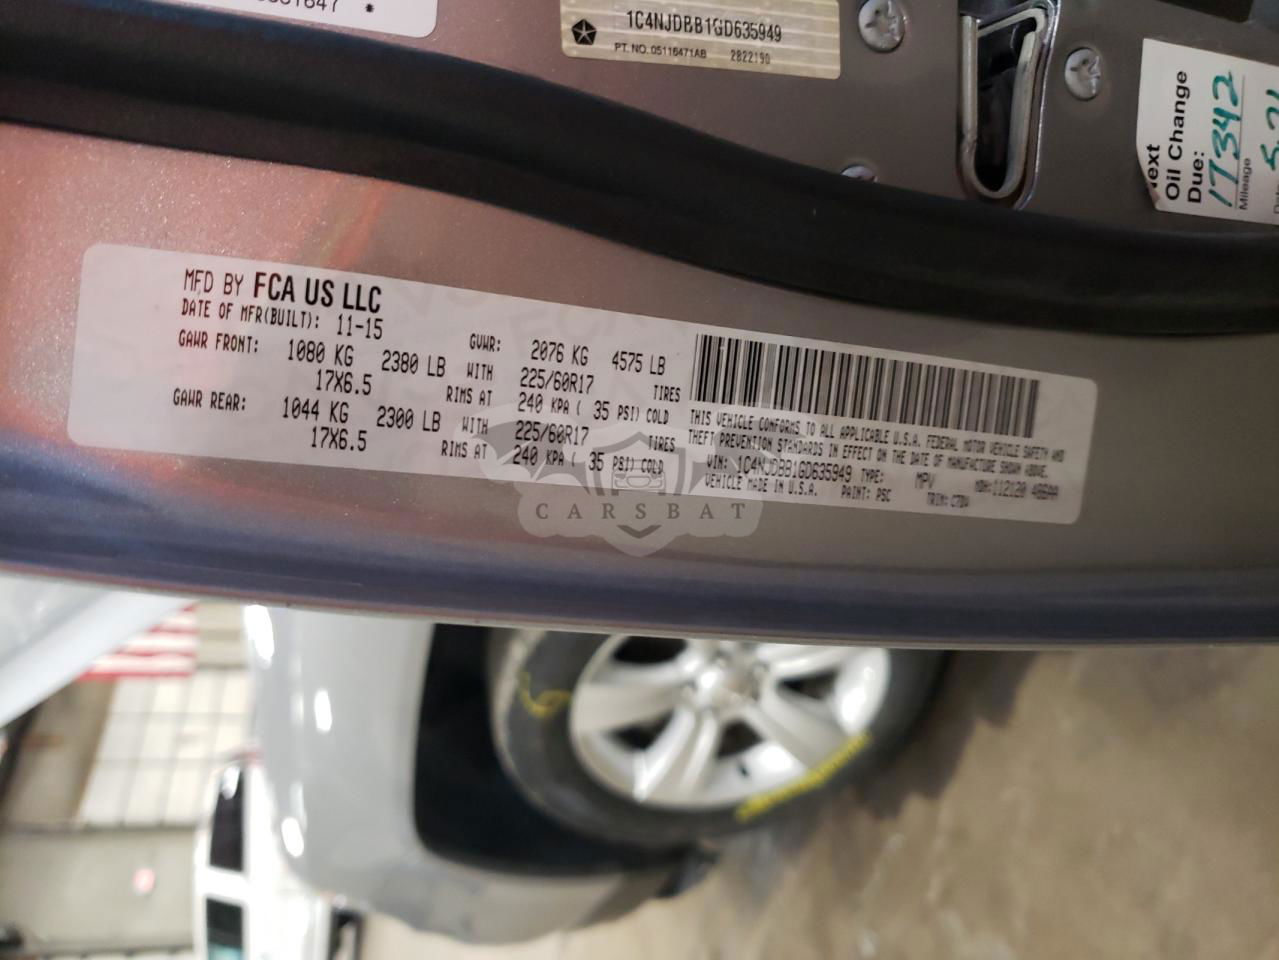 1C4NJDBB1GD635949
PT. NO. 05116471AB 2822190
Next
Oil Change
Due:
17342
Mileage
MFD BY FCA US LLC
DATE OF MFR(BUILT): 11-15
GAWR FRONT: 1080 KG 2380 LB WITH
17X6.5 RIMS AT
GAWR REAR: 1044 KG 2300 LB WITH
17X6.5 RIMS AT
GVWR: 2076 KG 4575 LB
225/60R17 TIRES
240 KPA ( 35 PSI) COLD
225/60R17 TIRES
240 KPA ( 35 PSI) COLD
THIS VEHICLE CONFORMS TO ALL APPLICABLE U.S.A. FEDERAL MOTOR VEHICLE SAFETY AND
THEFT PREVENTION STANDARDS IN EFFECT ON THE DATE OF MANUFACTURE SHOWN ABOVE.
VIN: 1C4NJDBB1GD635949 TYPE: MPV MDH: 112120 466AA
VEHICLE MADE IN U.S.A. PAINT: PSC TRIM:
CARSBAT